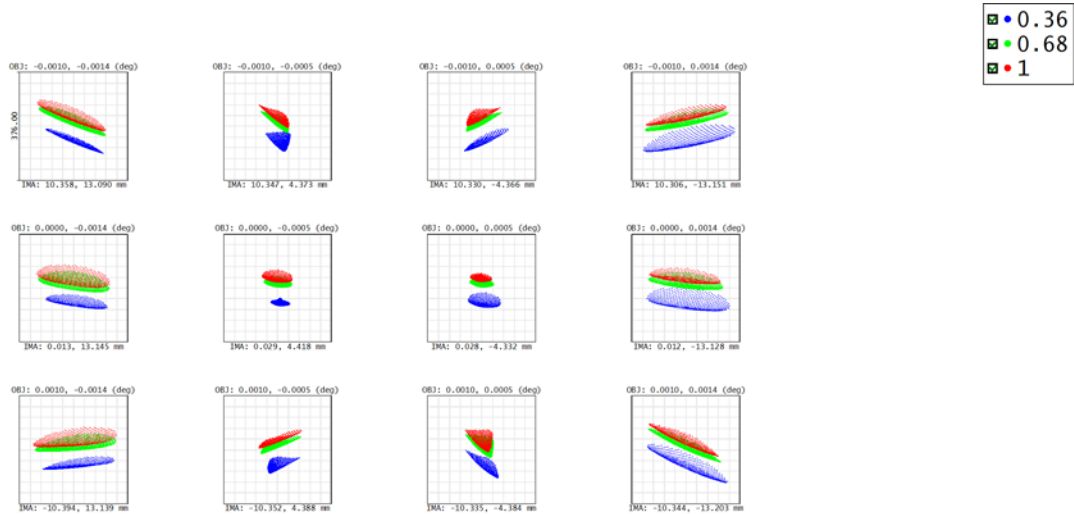 0.36
0.68
1
OBJ: -0.0010, -0.0014 (deg)
OBJ: -0.0010, -0.0005 (deg)
OBJ: -0.0010, 0.0005 (deg)
OBJ: -0.0010, 0.0014 (deg)
376.00
IMA: 10.358, 13.090 mm
IMA: 10.347, 4.373 mm
IMA: 10.330, -4.366 mm
IMA: 10.306, -13.151 mm
OBJ: 0.0000, -0.0014 (deg)
OBJ: 0.0000, -0.0005 (deg)
OBJ: 0.0000, 0.0005 (deg)
OBJ: 0.0000, 0.0014 (deg)
IMA: 0.013, 13.145 mm
IMA: 0.029, 4.418 mm
IMA: 0.028, -4.332 mm
IMA: 0.012, -13.128 mm
OBJ: 0.0010, -0.0014 (deg)
OBJ: 0.0010, -0.0005 (deg)
OBJ: 0.0010, 0.0005 (deg)
OBJ: 0.0010, 0.0014 (deg)
IMA: -10.394, 13.139 mm
IMA: -10.352, 4.388 mm
IMA: -10.335, -4.384 mm
IMA: -10.344, -13.203 mm